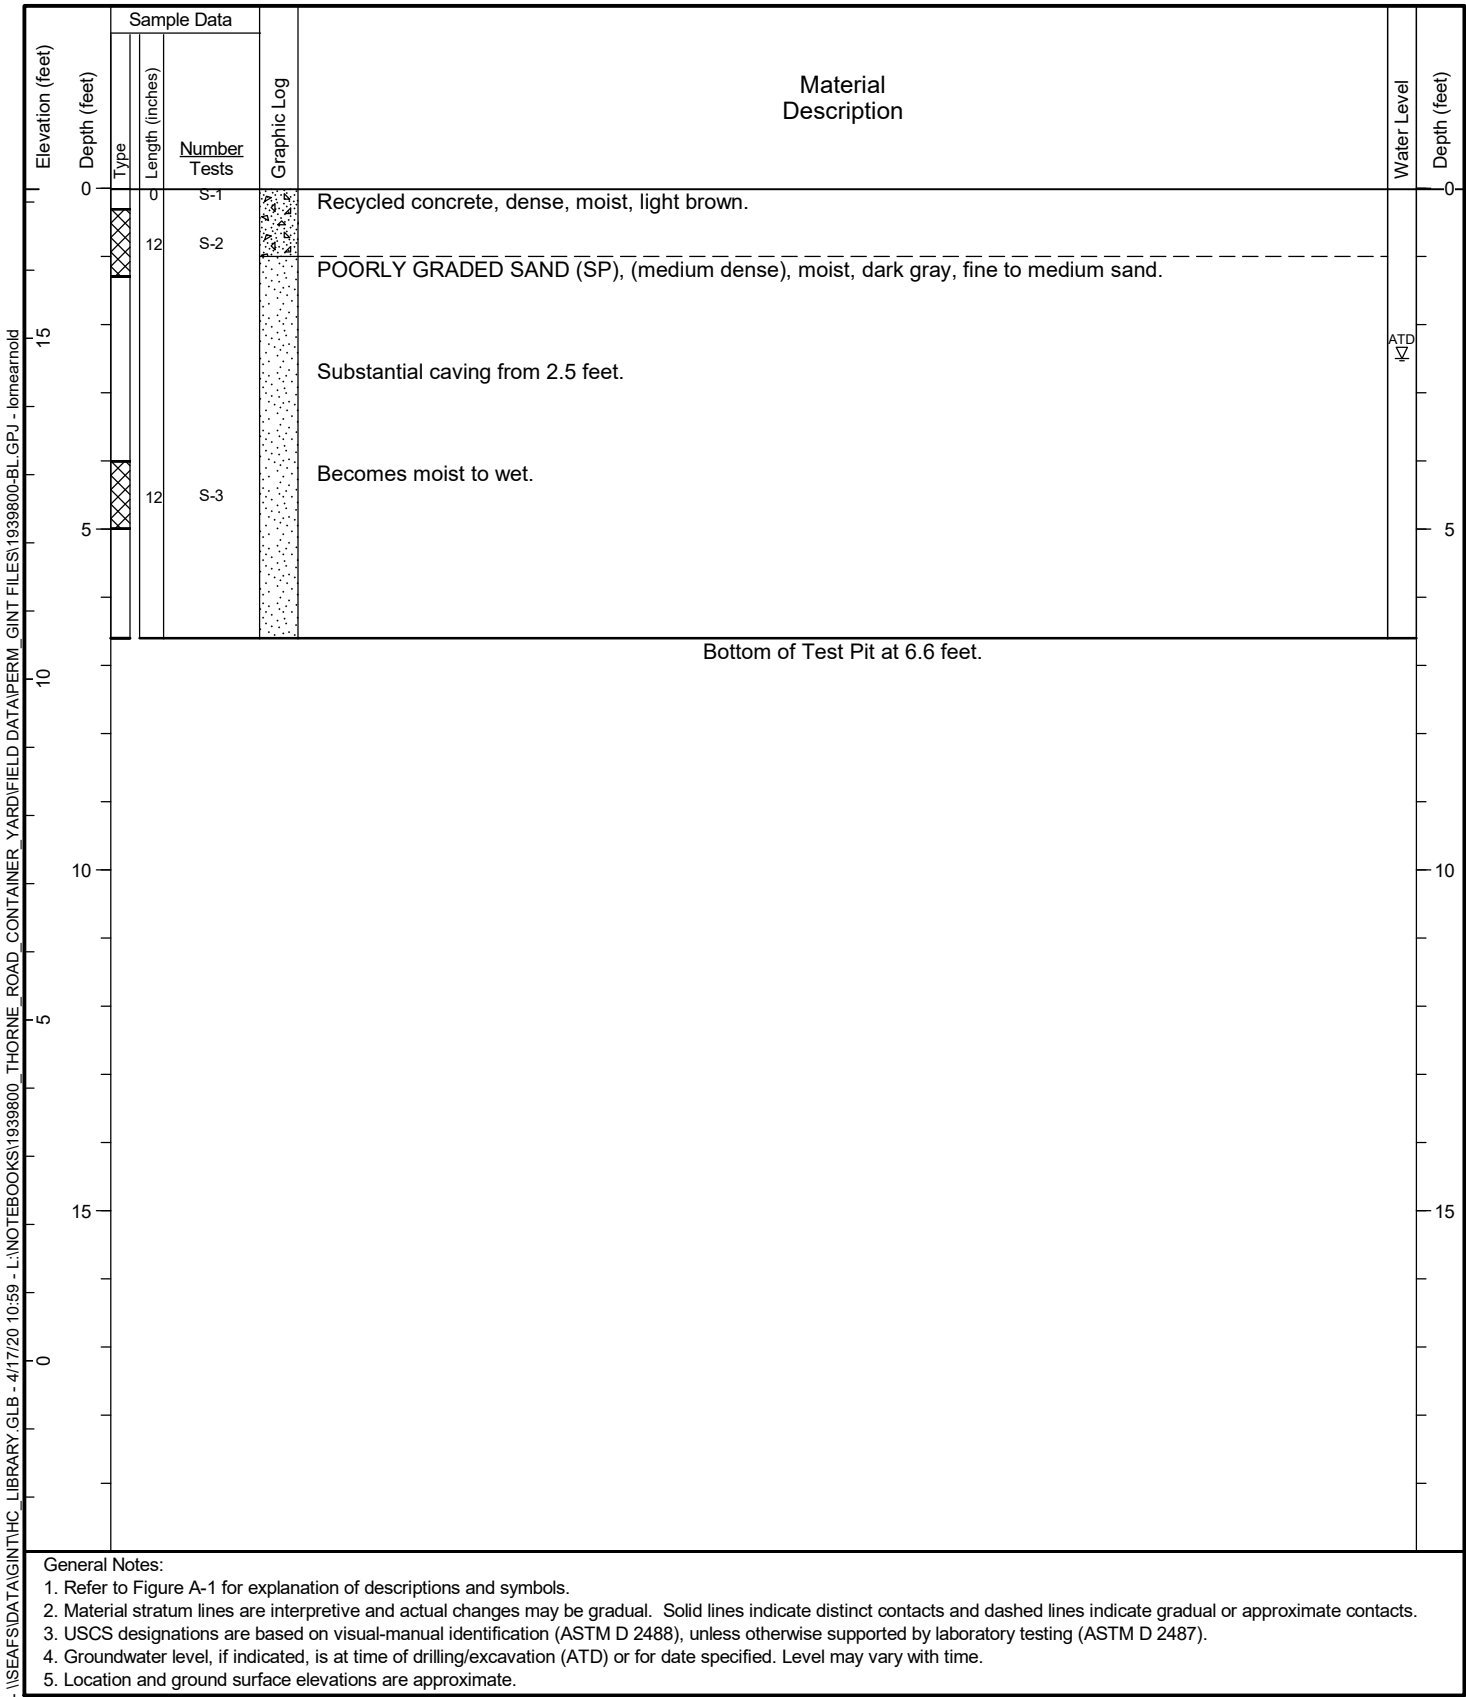 Sample Data
Elevation (feet)
Depth (feet)
Type
Length (inches)
Number
Tests
Graphic Log
Material
Description
Water Level
Depth (feet)
0
0
S-1
Recycled concrete, dense, moist, light brown.
0
12
S-2
POORLY GRADED SAND (SP), (medium dense), moist, dark gray, fine to medium sand.
15
ATD
Substantial caving from 2.5 feet.
Becomes moist to wet.
12
S-3
5
5
Bottom of Test Pit at 6.6 feet.
10
10
10
5
15
15
0
General Notes:
1. Refer to Figure A-1 for explanation of descriptions and symbols.
2. Material stratum lines are interpretive and actual changes may be gradual. Solid lines indicate distinct contacts and dashed lines indicate gradual or approximate contacts.
3. USCS designations are based on visual-manual identification (ASTM D 2488), unless otherwise supported by laboratory testing (ASTM D 2487).
4. Groundwater level, if indicated, is at time of drilling/excavation (ATD) or for date specified. Level may vary with time.
5. Location and ground surface elevations are approximate.
- \\SEAFS\DATA\GINT\HC_LIBRARY.GLB - 4/17/20 10:59 - L:\NOTEBOOKS\1939800_THORNE_ROAD_CONTAINER_YARD\FIELD DATA\PERM_GINT FILES\1939800-BL.GPJ - lornearnold